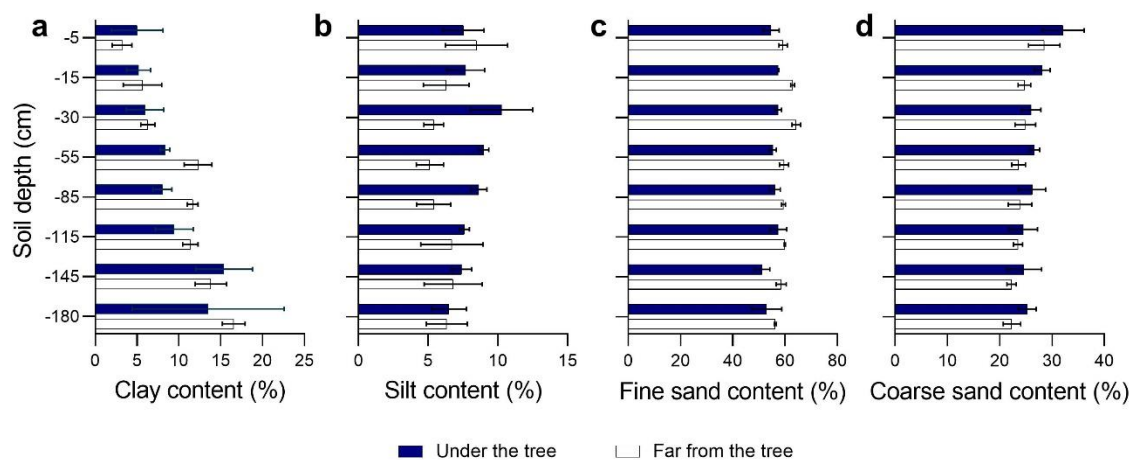 a
b
c
d
Soil depth (cm)
-5
-15
-30
-55
-85
-115
-145
-180
0 5 10 15 20 25
0 5 10 15
0 20 40 60 80
0 10 20 30 40
Clay content (%)
Silt content (%)
Fine sand content (%)
Coarse sand content (%)
Under the tree
Far from the tree